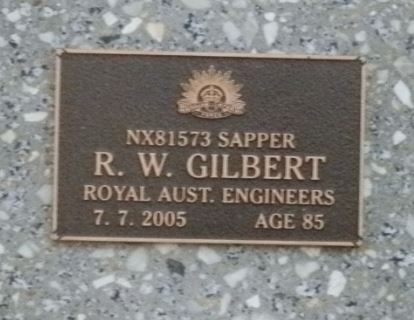 NX81573 SAPPER
R. W. GILBERT
ROYAL AUST. ENGINEERS
7. 7. 2005 AGE 85